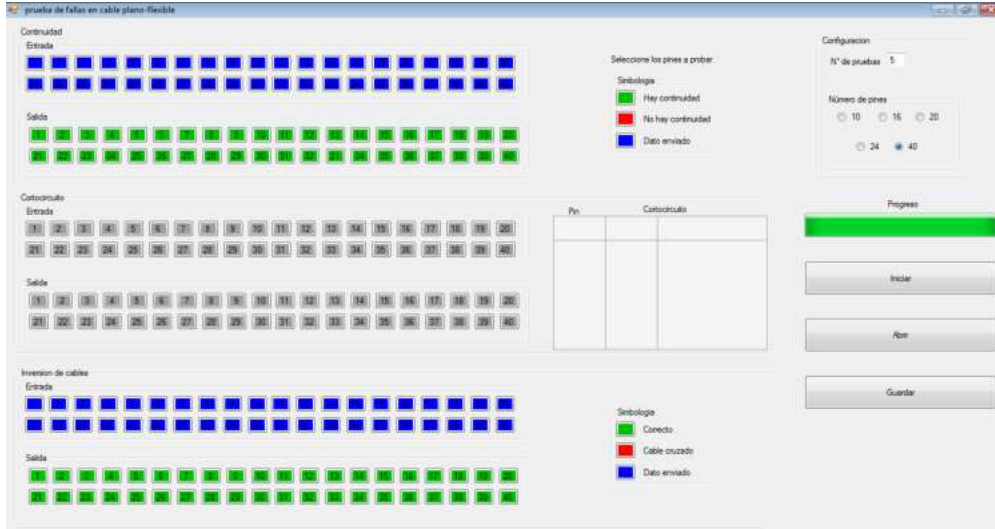 prueba de fallas en cable plano-flexible
Continuidad
Entrada
Salida
1 2 3 4 5 6 7 8 9 10 11 12 13 14 15 16 17 18 19 20
21 22 23 24 25 26 27 28 29 30 31 32 33 34 35 36 37 38 39 40
Seleccione los pines a probar
Simbologia
Hay continuidad
No hay continuidad
Dato enviado
Configuracion
N° de pruebas 5
Número de pines
10 16 20
24 40
Cortocircuito
Entrada
1 2 3 4 5 6 7 8 9 10 11 12 13 14 15 16 17 18 19 20
21 22 23 24 25 26 27 28 29 30 31 32 33 34 35 36 37 38 39 40
Salida
1 2 3 4 5 6 7 8 9 10 11 12 13 14 15 16 17 18 19 20
21 22 23 24 25 26 27 28 29 30 31 32 33 34 35 36 37 38 39 40
Pin Cortocircuito
Progreso
Iniciar
Abrir
Guardar
Inversion de cables
Entrada
Salida
1 2 3 4 5 6 7 8 9 10 11 12 13 14 15 16 17 18 19 20
21 22 23 24 25 26 27 28 29 30 31 32 33 34 35 36 37 38 39 40
Simbologia
Correcto
Cable cruzado
Dato enviado